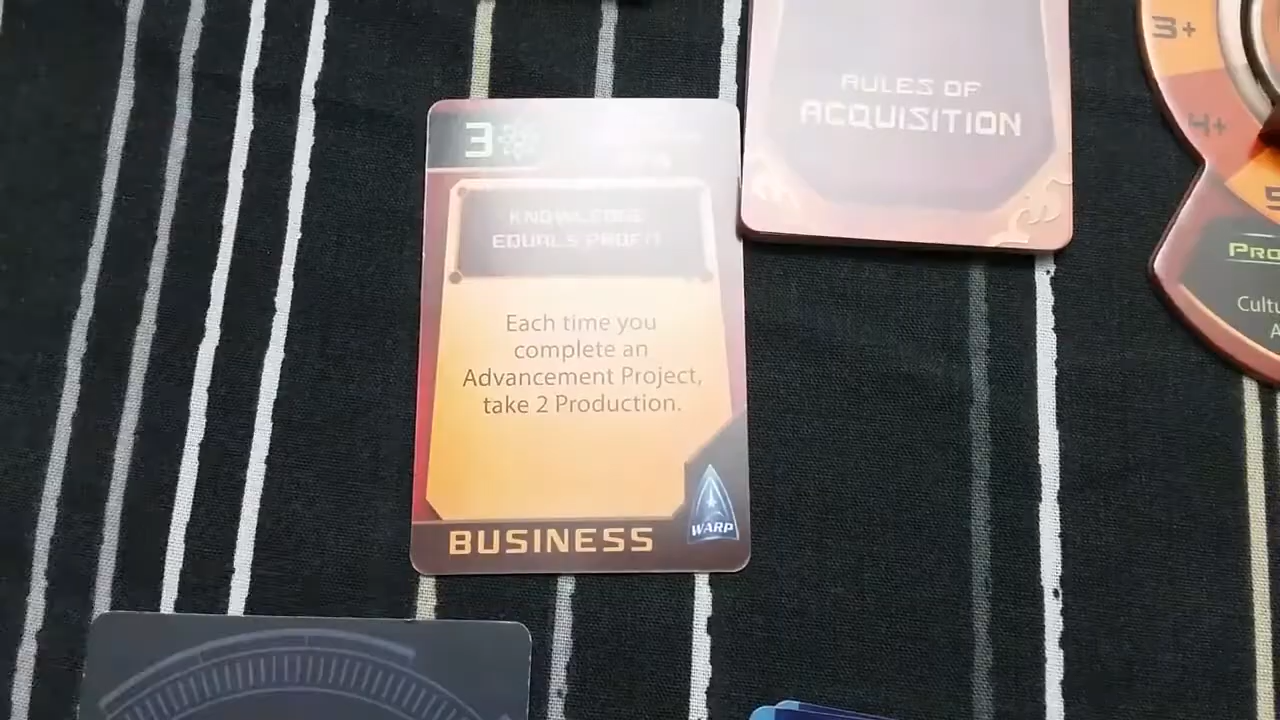 3
KNOWLEDGE
EQUALS PROFIT
Each time you
complete an
Advancement Project,
take 2 Production.
BUSINESS
WARP
RULES OF
ACQUISITION
3+
4+
5
PRO
Cultu
A